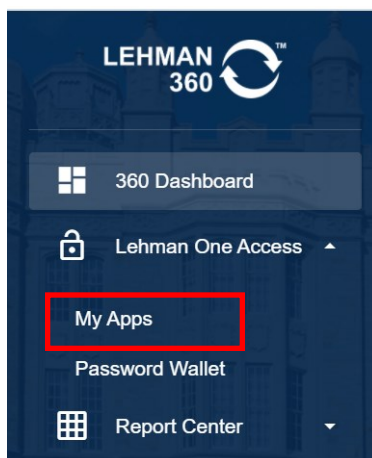 LEHMAN
360 ™
360 Dashboard
Lehman One Access
My Apps
Password Wallet
Report Center